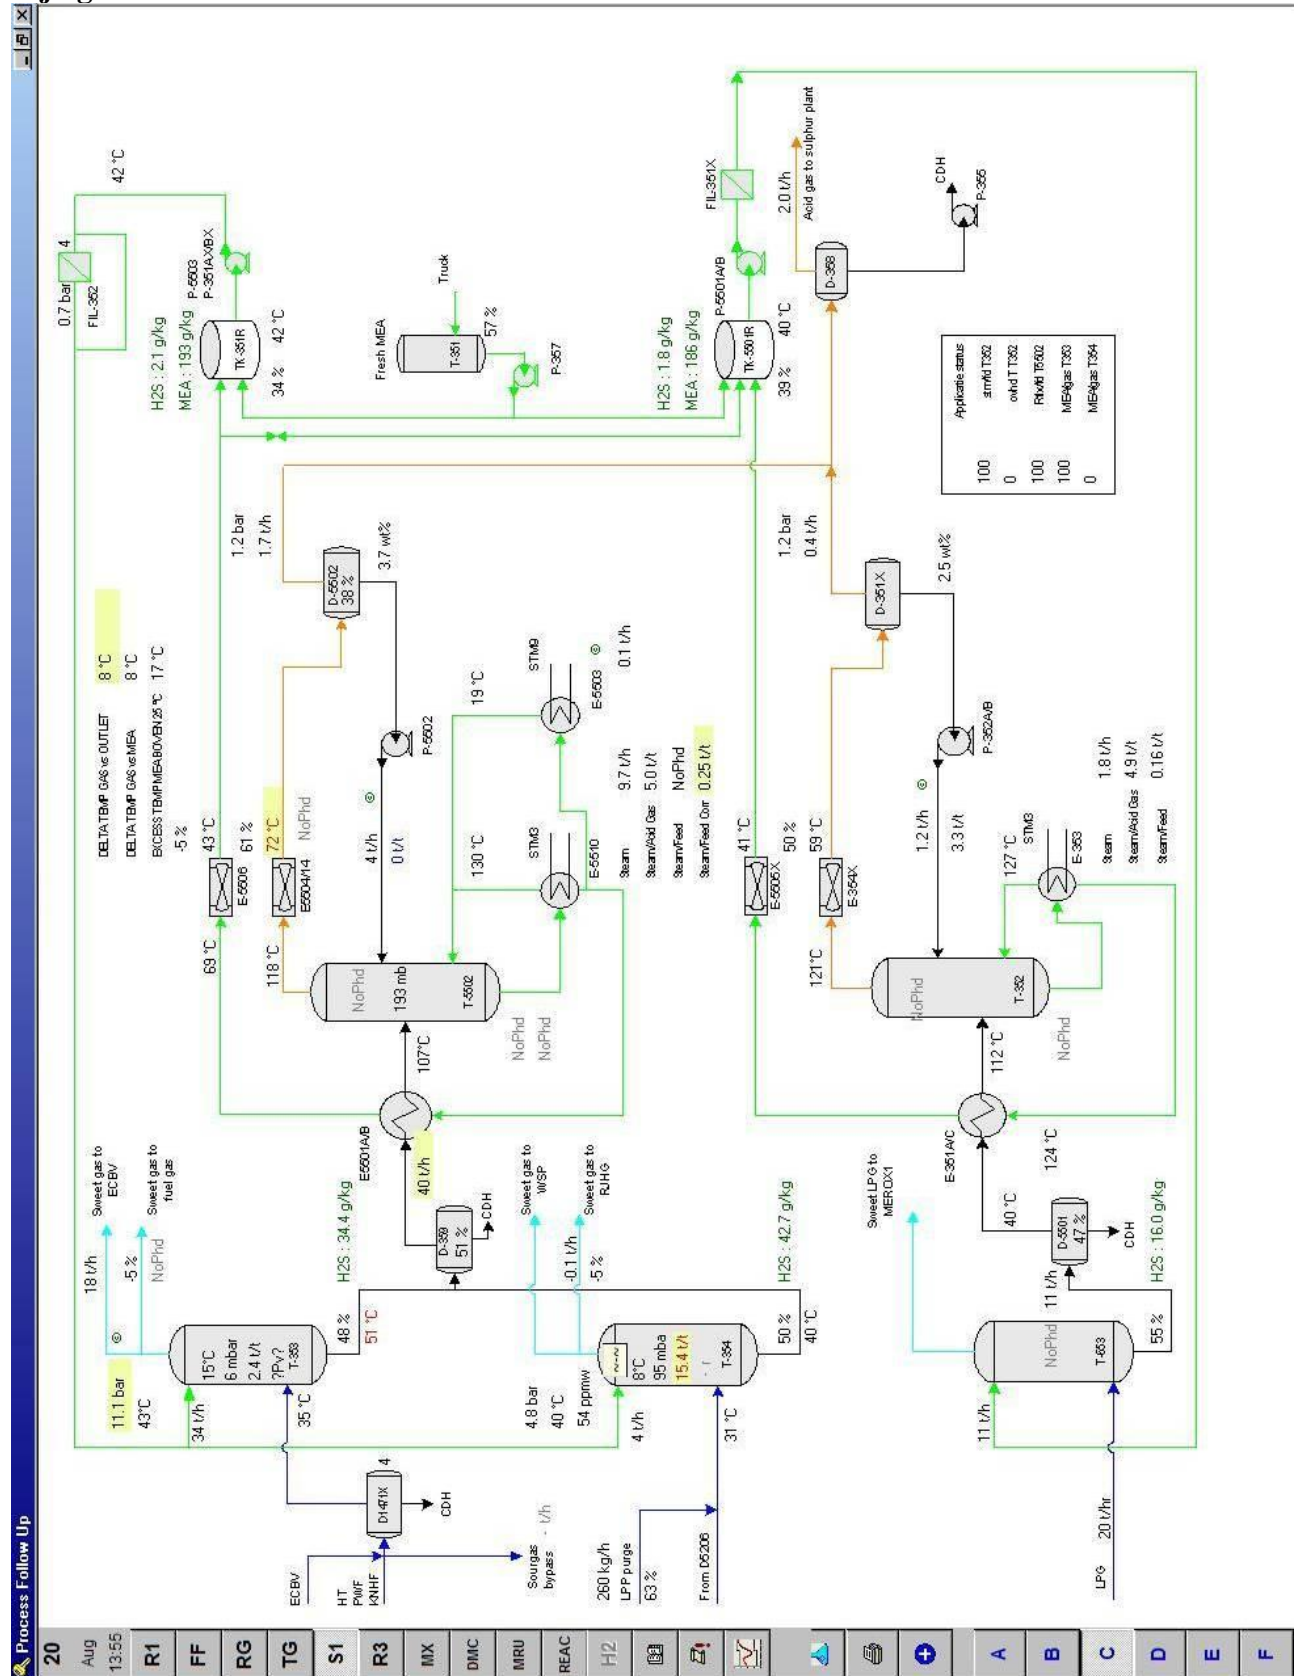 Process Follow Up
20
Aug
13:55
R1
FF
RG
TG
S1
R3
MX
DMC
MRU
REAC
H2
A
B
C
D
E
F
ECBV
HT
PWF
KNHF
D1471X
4
CDH
Sourgas
bypass
- t/h
260 kg/h
LPP purge
63 %
From D5206
LPG
20 t/hr
11.1 bar
43°C
34 t/h
35 °C
15°C
6 mbar
2.4 t/t
?Pv?
T-353
48 %
51 °C
18 t/h
-5 %
NoPhd
Sweet gas to
ECBV
Sweet gas to
fuel gas
H2S : 34.4 g/kg
4.8 bar
40 °C
54 ppmw
4 t/h
31 °C
8°C
95 mba
15.4 t/t
T-354
50 %
40 °C
-0.1 t/h
-5 %
Sweet gas to
WSP
Sweet gas to
RJHG
H2S : 42.7 g/kg
D-359
51 %
CDH
40 t/h
E5501A/B
107°C
11 t/h
NoPhd
T-653
55 %
H2S : 16.0 g/kg
11 t/h
Sweet LPG to
MEROX1
D-5501
47 %
CDH
40 °C
E-351A/C
124 °C
112 °C
NoPhd
193 mb
T-5502
NoPhd
NoPhd
118 °C
69 °C
E-5506
43 °C
61 %
E5504/14
72 °C
NoPhd
DELTA TEMP GAS vs OUTLET
8 °C
DELTA TEMP GAS vs MEA
8 °C
EXCESS TEMP MEA BOVEN 25 °C
17 °C
-5 %
4 t/h
0 t/t
P-5502
D-5502
38 %
3.7 wt%
1.2 bar
1.7 t/h
130 °C
STM3
E-5510
19 °C
STM9
E-5503
0.1 t/h
Steam
9.7 t/h
Steam/Acid Gas
5.0 t/t
Steam/Feed
NoPhd
Steam/Feed Corr
0.25 t/t
NoPhd
T-352
NoPhd
121°C
E-5505X
41 °C
50 %
E-354X
59 °C
1.2 t/h
3.3 t/t
P-352A/B
D-351X
2.5 wt%
1.2 bar
0.4 t/h
127 °C
STM3
E-353
Steam
1.8 t/h
Steam/Acid Gas
4.9 t/t
Steam/Feed
0.16 t/t
0.7 bar
4
FIL-352
42 °C
P-5503
P-351AX/BX
H2S : 2.1 g/kg
MEA : 193 g/kg
TK-351R
34 %
42 °C
Fresh MEA
T-351
57 %
Truck
P-357
H2S : 1.8 g/kg
MEA : 186 g/kg
TK-5501R
39 %
40 °C
P-5501A/B
FIL-351X
2.0 t/h
Acid gas to sulphur plant
D-358
CDH
P-355
Applicatie status
100
stm/fd T352
0
ovhd T T352
100
Rflx/fd T5502
100
MEA/gas T353
0
MEA/gas T354